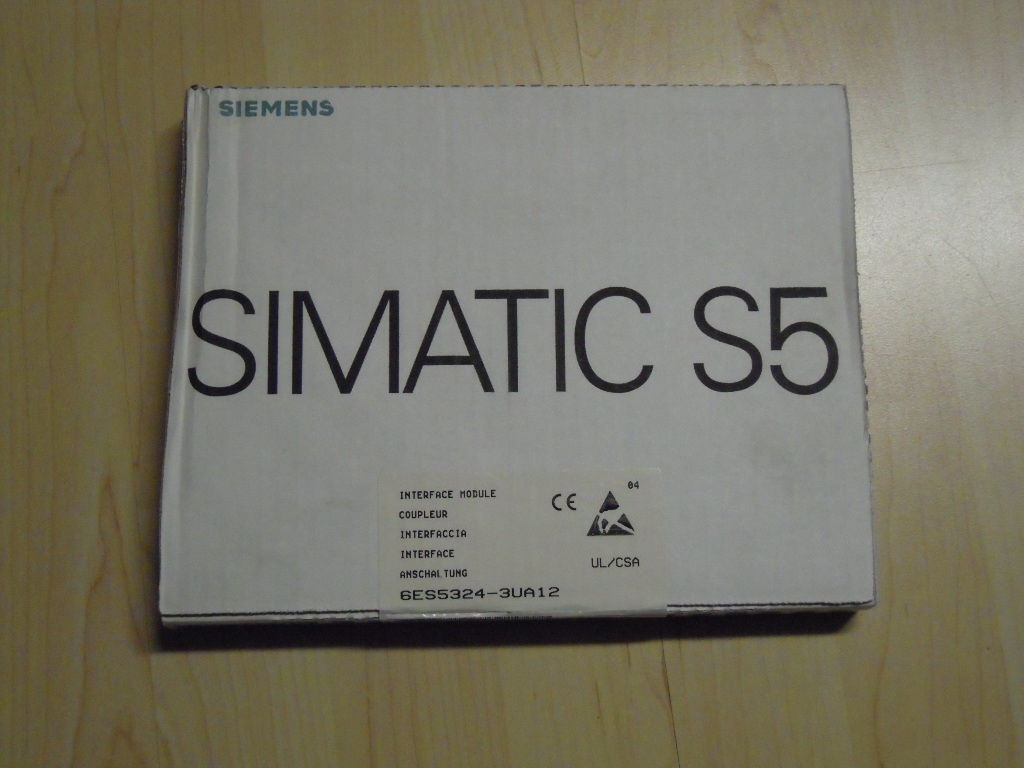 SIEMENS
SIMATIC S5
INTERFACE MODULE
COUPLEUR
INTERFACCIA
INTERFACE
ANSCHALTUNG
6ES5324-3UA12
CE
04
UL/CSA